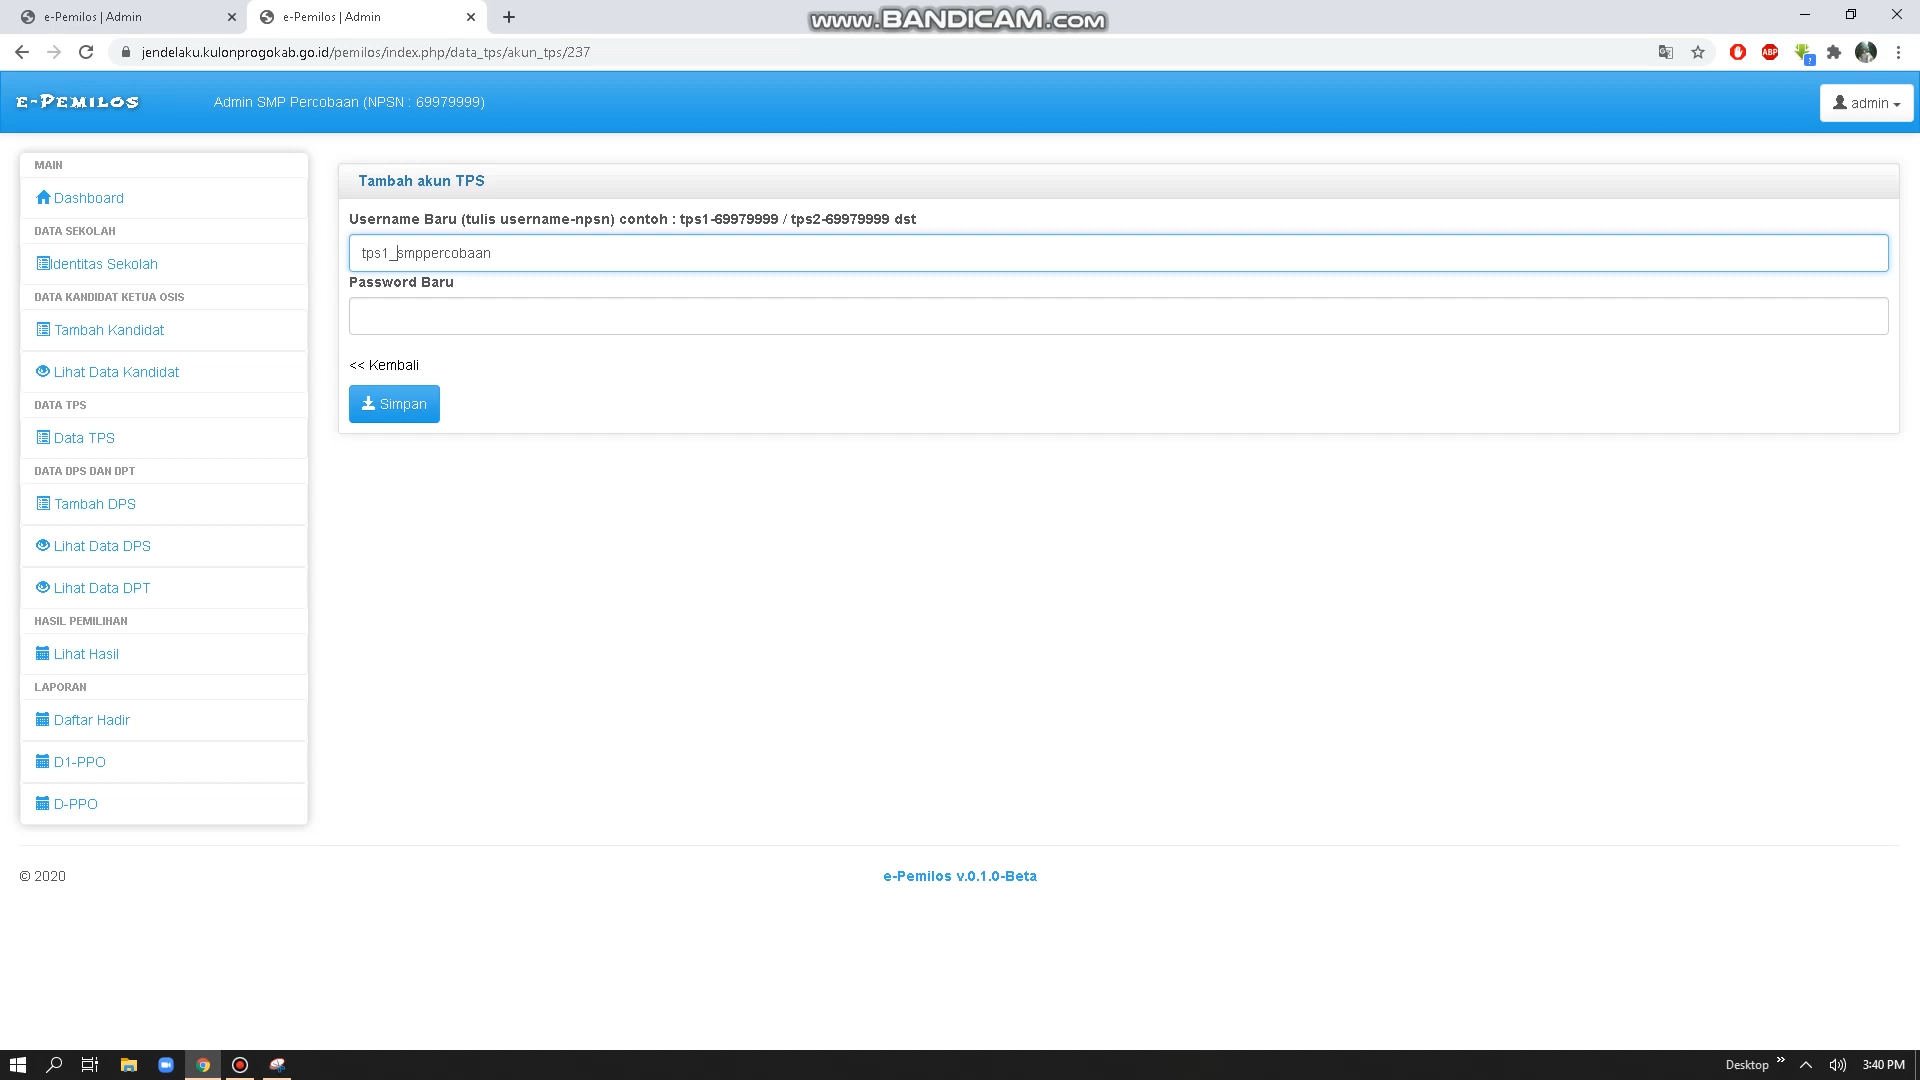 e-Pemilos | Admin
e-Pemilos | Admin
www.BANDICAM.com
jendelaku.kulonprogokab.go.id/pemilos/index.php/data_tps/akun_tps/237
ABP
?
e-Pemilos
Admin SMP Percobaan (NPSN : 69979999)
admin
MAIN
Dashboard
DATA SEKOLAH
Identitas Sekolah
DATA KANDIDAT KETUA OSIS
Tambah Kandidat
Lihat Data Kandidat
DATA TPS
Data TPS
DATA DPS DAN DPT
Tambah DPS
Lihat Data DPS
Lihat Data DPT
HASIL PEMILIHAN
Lihat Hasil
LAPORAN
Daftar Hadir
D1-PPO
D-PPO
Tambah akun TPS
Username Baru (tulis username-npsn) contoh : tps1-69979999 / tps2-69979999 dst
tps1_smppercobaan
Password Baru
<< Kembali
Simpan
© 2020
e-Pemilos v.0.1.0-Beta
Desktop
3:40 PM